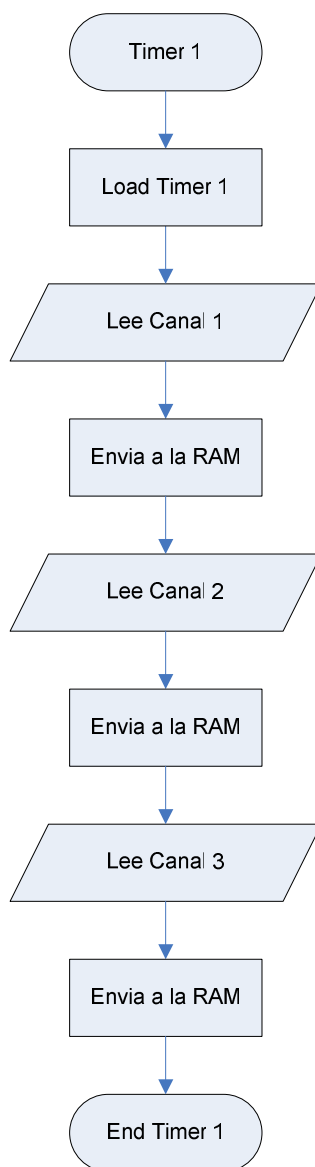 Timer 1
Load Timer 1
Lee Canal 1
Envia a la RAM
Lee Canal 2
Envia a la RAM
Lee Canal 3
Envia a la RAM
End Timer 1